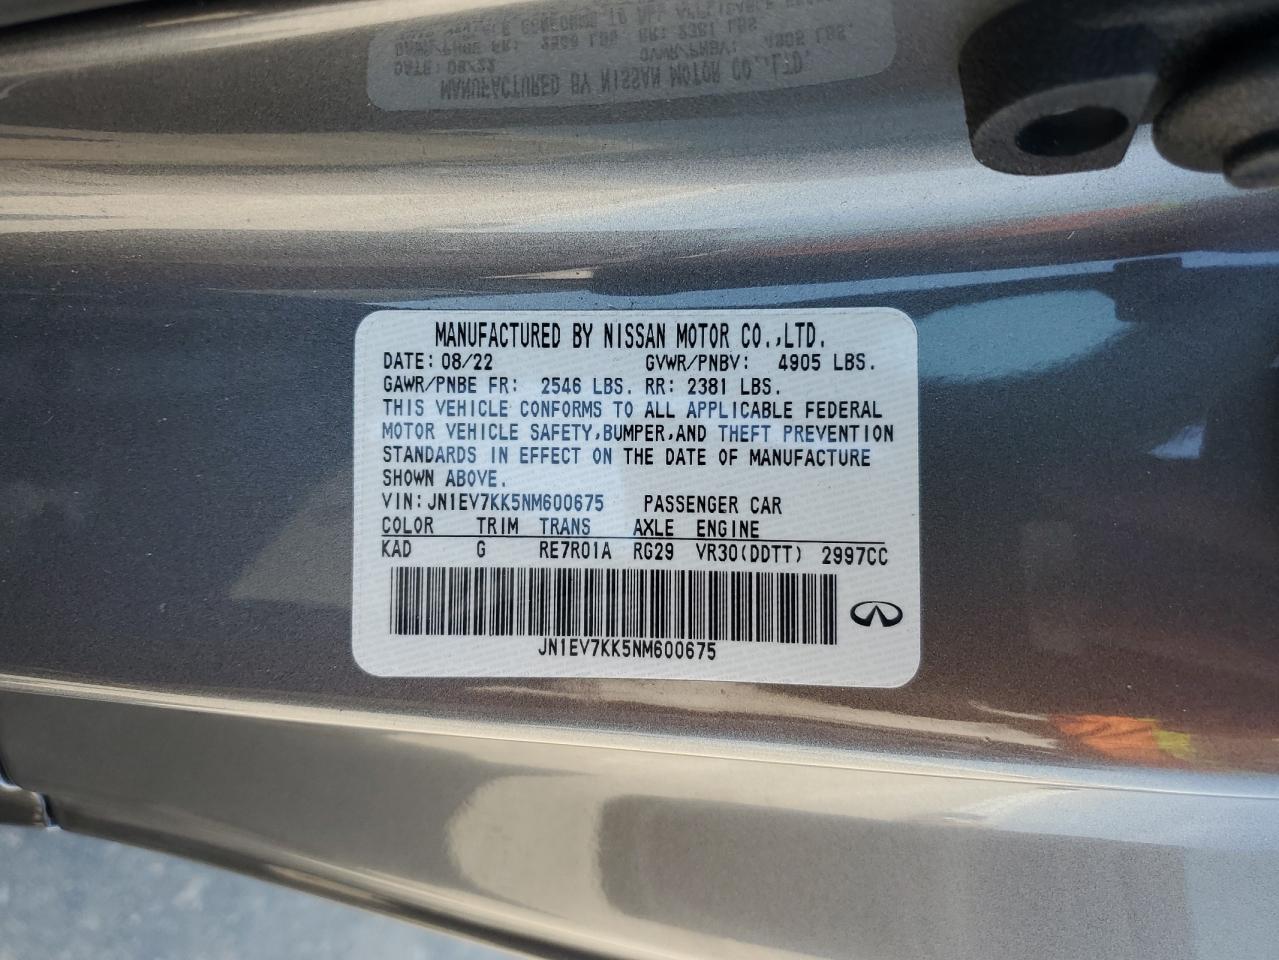 MANUFACTURED BY NISSAN MOTOR CO.,LTD.
DATE: 08/22 GVWR/PNBV: 4905 LBS.
GAWR/PNBE FR: 2546 LBS. RR: 2381 LBS.
THIS VEHICLE CONFORMS TO ALL APPLICABLE FEDERAL
MOTOR VEHICLE SAFETY,BUMPER,AND THEFT PREVENTION
STANDARDS IN EFFECT ON THE DATE OF MANUFACTURE
SHOWN ABOVE.
VIN:JN1EV7KK5NM600675 PASSENGER CAR
COLOR TRIM TRANS AXLE ENGINE
KAD G RE7R01A RG29 VR30(DDTT) 2997CC
JN1EV7KK5NM600675